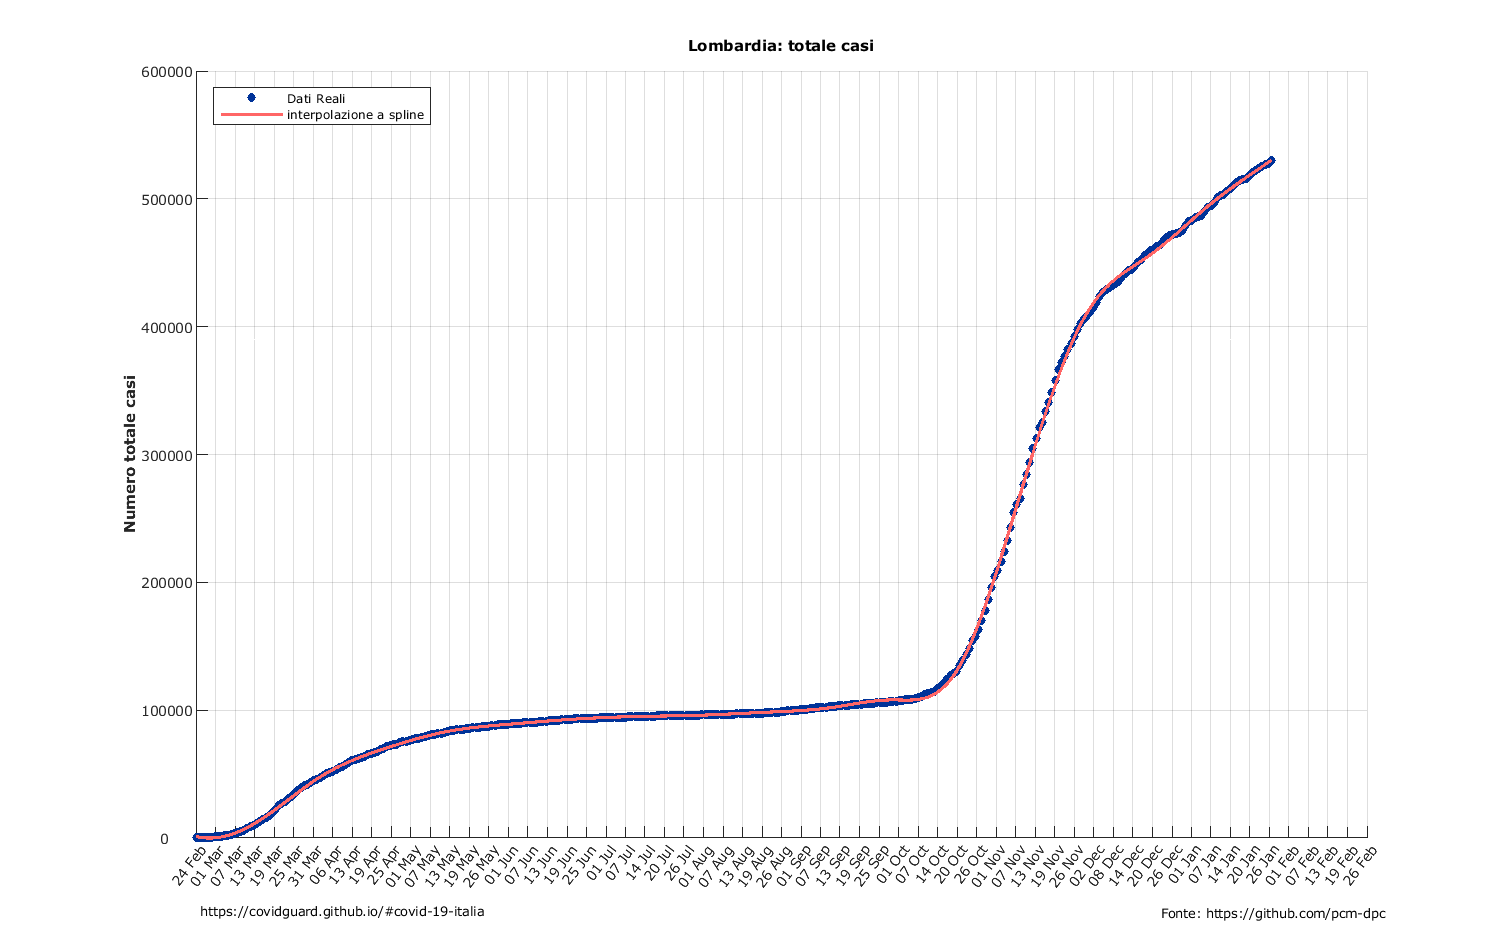 Lombardia: totale casi
600000
500000
400000
300000
200000
100000
0
Numero totale casi
Dati Reali
interpolazione a spline
24 Feb
01 Mar
07 Mar
13 Mar
19 Mar
25 Mar
31 Mar
06 Apr
13 Apr
19 Apr
25 Apr
01 May
07 May
13 May
19 May
26 May
01 Jun
07 Jun
13 Jun
19 Jun
25 Jun
01 Jul
07 Jul
14 Jul
20 Jul
26 Jul
01 Aug
07 Aug
13 Aug
19 Aug
26 Aug
01 Sep
07 Sep
13 Sep
19 Sep
25 Sep
01 Oct
07 Oct
14 Oct
20 Oct
26 Oct
01 Nov
07 Nov
13 Nov
19 Nov
26 Nov
02 Dec
08 Dec
14 Dec
20 Dec
26 Dec
01 Jan
07 Jan
14 Jan
20 Jan
26 Jan
01 Feb
07 Feb
13 Feb
19 Feb
26 Feb
https://covidguard.github.io/#covid-19-italia
Fonte: https://github.com/pcm-dpc